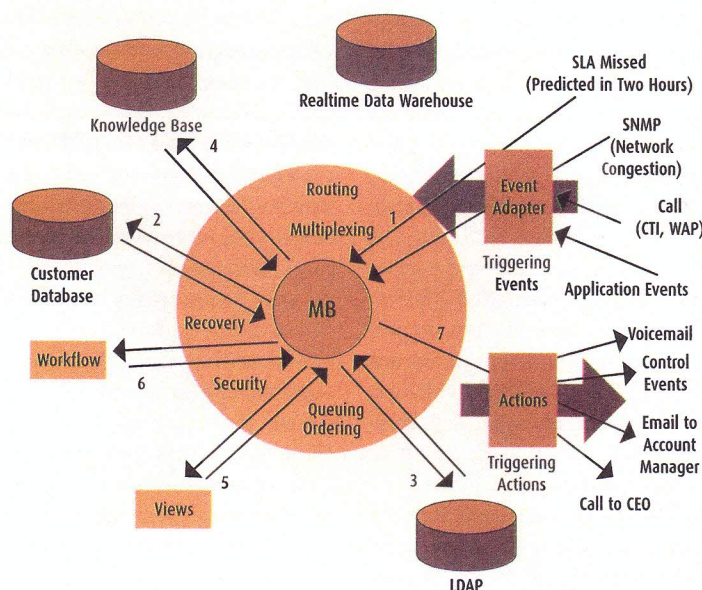 SLA Missed
(Predicted in Two Hours)
Realtime Data Warehouse
Knowledge Base
4
SNMP
(Network
Congestion)
Routing
Event
Adapter
1
Multiplexing
2
Call
(CTI, WAP)
Customer
Database
Triggering
Events
Application Events
MB
Recovery
7
Voicemail
Workflow
6
Security
Control
Events
Actions
Queuing
Ordering
Email to
Account
Manager
Triggering
Actions
3
5
Views
Call to CEO
LDAP